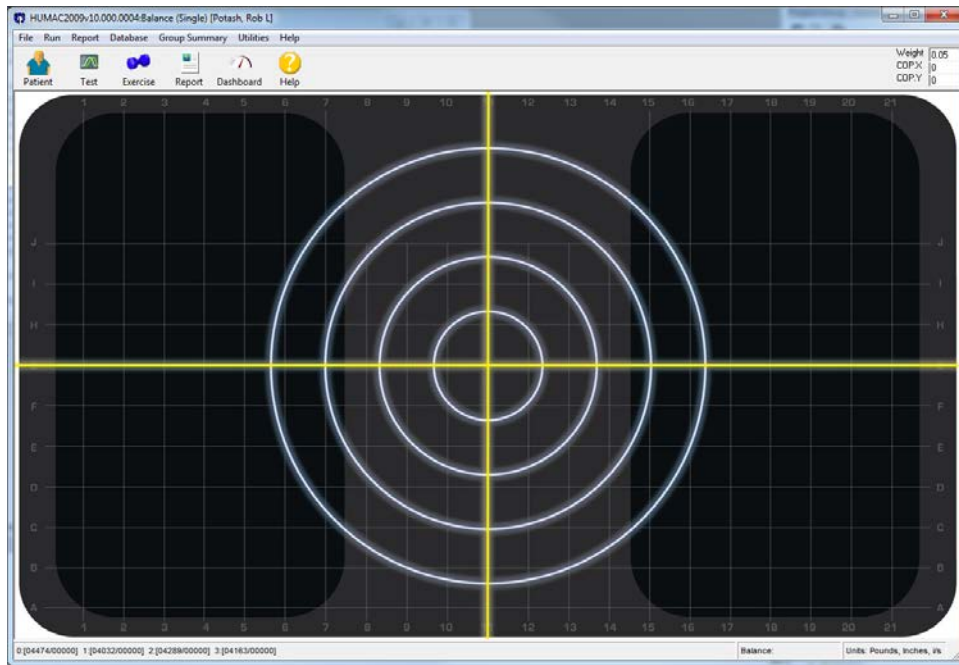 HUMAC2009v10.000.0004:Balance (Single) [Potash, Rob L]
File Run Report Database Group Summary Utilities Help
Patient Test Exercise Report Dashboard Help
Weight 0.05
COP:X 0
COP:Y 0
1 2 3 4 5 6 7 8 9 10 12 13 14 15 16 17 18 19 20 21
J J
I I
H H
F F
E E
D D
C C
B B
A A
1 2 3 4 5 6 7 8 9 10 12 13 14 15 16 17 18 19 20 21
0:[04474/00000] 1:[04032/00000] 2:[04289/00000] 3:[04163/00000] Balance: Units: Pounds, Inches, I/s